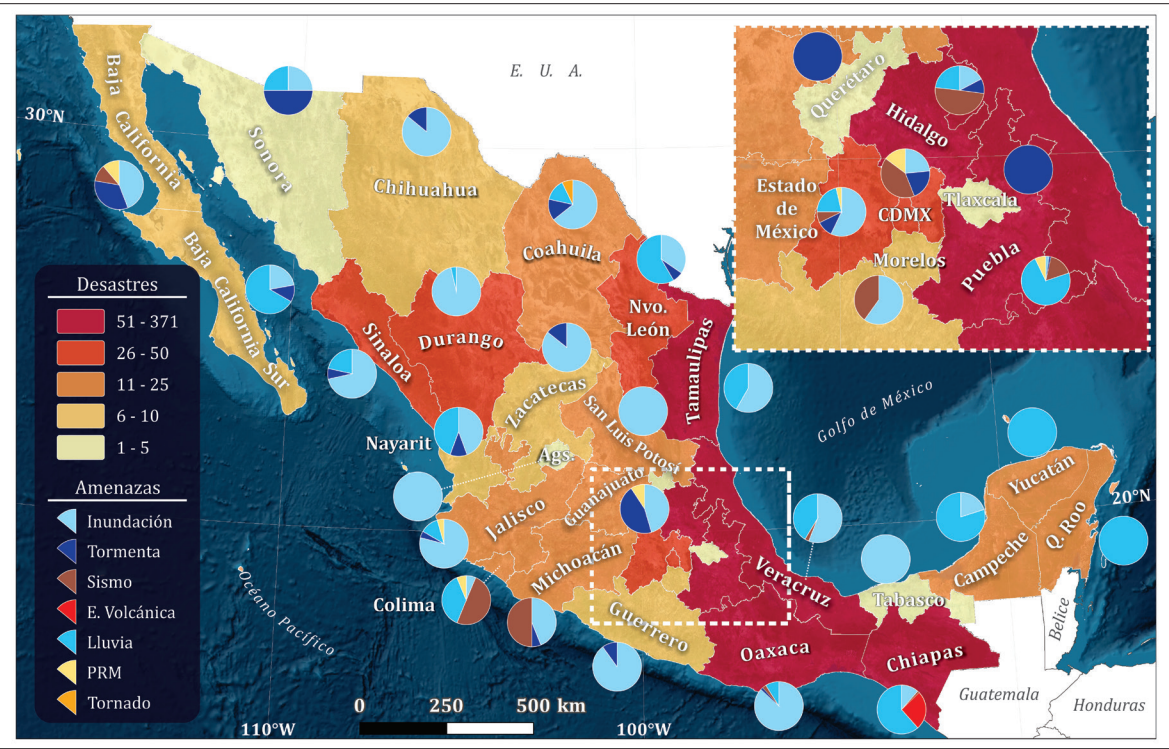 E. U. A.
30°N
Baja
California
Sonora
Chihuahua
Coahuila
Baja
California
Sur
Sinaloa
Durango
Nvo.
León
Tamaulipas
Zacatecas
San Luis Potosí
Nayarit
Ags.
Guanajuato
Jalisco
Michoacán
Colima
Guerrero
Oaxaca
Veracruz
Chiapas
Tabasco
Campeche
Yucatán
Q. Roo
20°N
Golfo de México
Océano Pacífico
Belice
Guatemala
Honduras
Querétaro
Hidalgo
Estado
de
México
CDMX
Tlaxcala
Morelos
Puebla
Desastres
51 - 371
26 - 50
11 - 25
6 - 10
1 - 5
Amenazas
Inundación
Tormenta
Sismo
E. Volcánica
Lluvia
PRM
Tornado
0 250 500 km
110°W
100°W